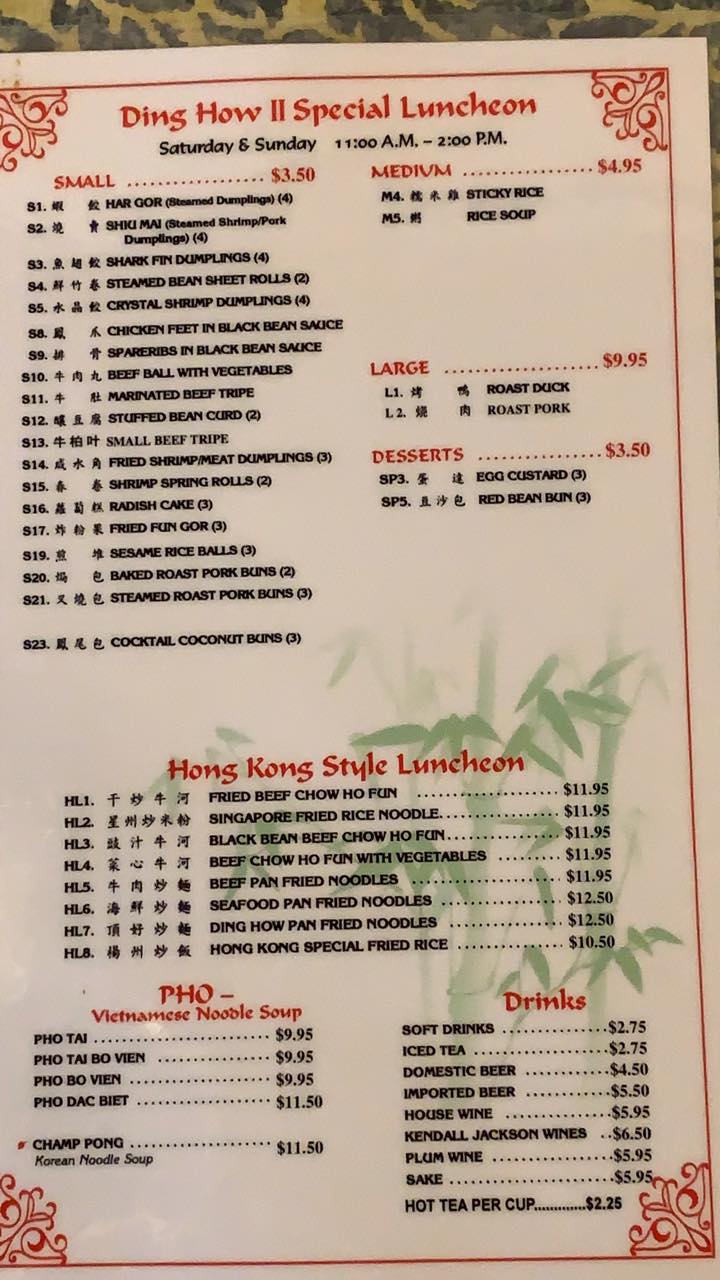 Ding How II Special Luncheon
Saturday & Sunday 11:00 A.M. – 2:00 P.M.
SMALL .................. $3.50
S1. 蝦 餃 HAR GOR (Steamed Dumplings) (4)
S2. 燒 賣 SHIU MAI (Steamed Shrimp/Pork
Dumplings) (4)
S3. 魚翅餃 SHARK FIN DUMPLINGS (4)
S4. 鮮竹卷 STEAMED BEAN SHEET ROLLS (2)
S5. 水晶餃 CRYSTAL SHRIMP DUMPLINGS (4)
S8. 鳳 爪 CHICKEN FEET IN BLACK BEAN SAUCE
S9. 排 骨 SPARERIBS IN BLACK BEAN SAUCE
S10. 牛肉丸 BEEF BALL WITH VEGETABLES
S11. 牛 肚 MARINATED BEEF TRIPE
S12. 釀豆腐 STUFFED BEAN CURD (2)
S13. 牛柏叶 SMALL BEEF TRIPE
S14. 咸水角 FRIED SHRIMP/MEAT DUMPLINGS (3)
S15. 春 卷 SHRIMP SPRING ROLLS (2)
S16. 蘿蔔糕 RADISH CAKE (3)
S17. 炸粉果 FRIED FUN GOR (3)
S19. 煎 堆 SESAME RICE BALLS (3)
S20. 焗 包 BAKED ROAST PORK BUNS (2)
S21. 叉燒包 STEAMED ROAST PORK BUNS (3)
S23. 鳳尾包 COCKTAIL COCONUT BUNS (3)
MEDIUM .................. $4.95
M4. 糯米雞 STICKY RICE
M5. 粥 RICE SOUP
LARGE .................... $9.95
L1. 烤 鴨 ROAST DUCK
L 2. 燒 肉 ROAST PORK
DESSERTS ................ $3.50
SP3. 蛋 撻 EGG CUSTARD (3)
SP5. 豆沙包 RED BEAN BUN (3)
Hong Kong Style Luncheon
HL1. 干炒牛河 FRIED BEEF CHOW HO FUN .................... $11.95
HL2. 星州炒米粉 SINGAPORE FRIED RICE NOODLE................. $11.95
HL3. 豉汁牛河 BLACK BEAN BEEF CHOW HO FUN................ $11.95
HL4. 菜心牛河 BEEF CHOW HO FUN WITH VEGETABLES ......... $11.95
HL5. 牛肉炒麵 BEEF PAN FRIED NOODLES ..................... $11.95
HL6. 海鮮炒麵 SEAFOOD PAN FRIED NOODLES ................. $12.50
HL7. 頂好炒麵 DING HOW PAN FRIED NOODLES ................ $12.50
HL8. 揚州炒飯 HONG KONG SPECIAL FRIED RICE ............... $10.50
PHO –
Vietnamese Noodle Soup
PHO TAI .......................... $9.95
PHO TAI BO VIEN ................ $9.95
PHO BO VIEN .................... $9.95
PHO DAC BIET ................... $11.50
CHAMP PONG ..................... $11.50
Korean Noodle Soup
Drinks
SOFT DRINKS ...............$2.75
ICED TEA ...................$2.75
DOMESTIC BEER ............$4.50
IMPORTED BEER ............$5.50
HOUSE WINE ...............$5.95
KENDALL JACKSON WINES ..$6.50
PLUM WINE .................$5.95
SAKE .......................$5.95
HOT TEA PER CUP.............$2.25